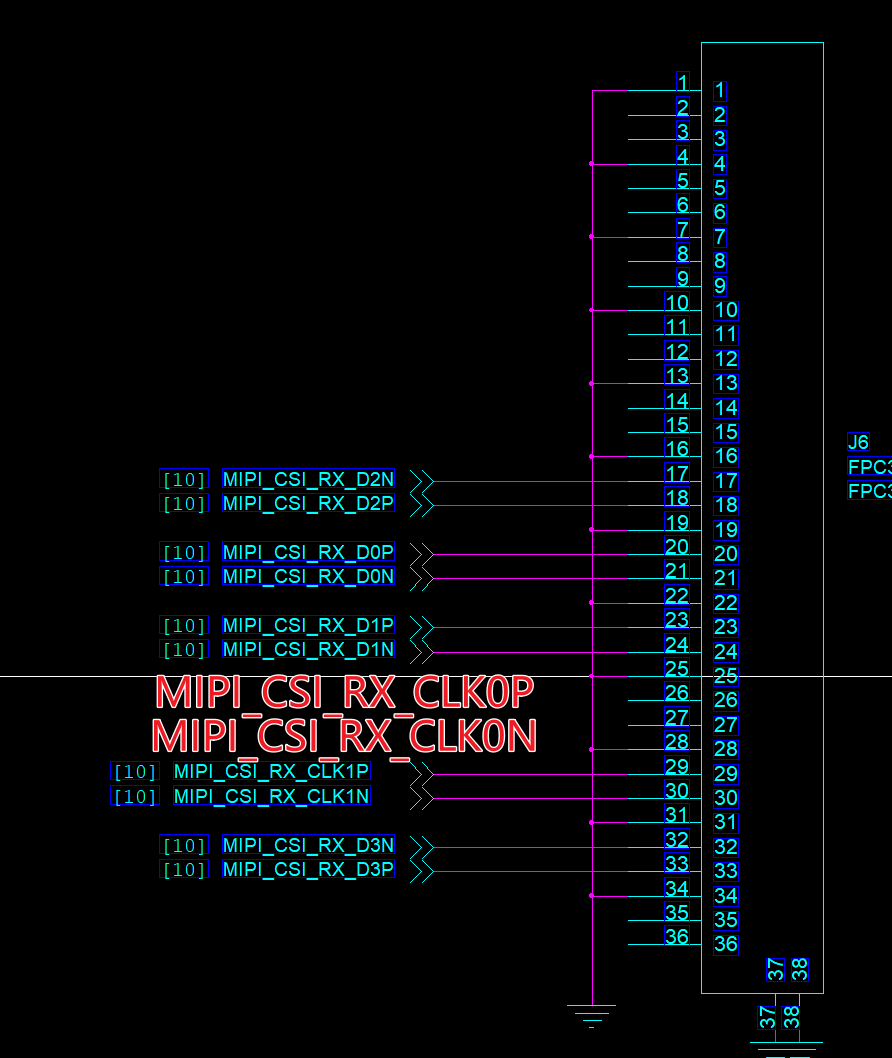 1 1
2 2
3 3
4 4
5 5
6 6
7 7
8 8
9 9
10 10
11 11
12 12
13 13
14 14
15 15
J6
16 16
FPC3
[10] MIPI_CSI_RX_D2N 17 17
FPC3
[10] MIPI_CSI_RX_D2P 18 18
19 19
[10] MIPI_CSI_RX_D0P 20 20
[10] MIPI_CSI_RX_D0N 21 21
22 22
[10] MIPI_CSI_RX_D1P 23 23
[10] MIPI_CSI_RX_D1N 24 24
25 25
MIPI_CSI_RX_CLK0P 26 26
27 27
MIPI_CSI_RX_CLK0N 28 28
[10] MIPI_CSI_RX_CLK1P 29 29
[10] MIPI_CSI_RX_CLK1N 30 30
31 31
[10] MIPI_CSI_RX_D3N 32 32
[10] MIPI_CSI_RX_D3P 33 33
34 34
35 35
36 36
37 38
37 38